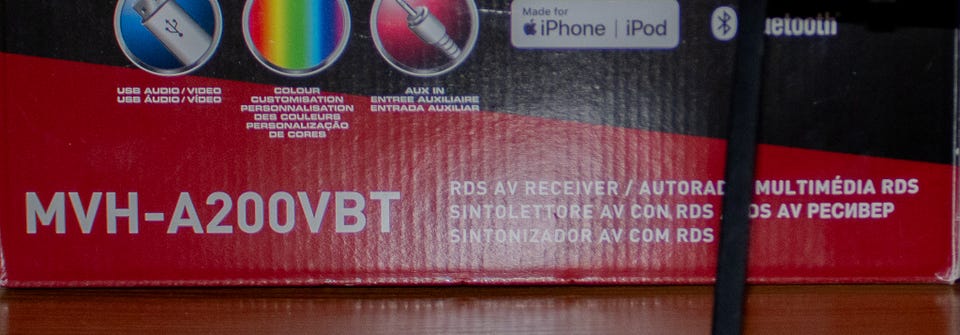 Made for
iPhone | iPod
USB AUDIO/VIDEO
USB ÁUDIO/VÍDEO
COLOUR
CUSTOMISATION
PERSONNALISATION
DES COULEURS
PERSONALIZAÇÃO
DE CORES
AUX IN
ENTREE AUXILIAIRE
ENTRADA AUXILIAR
MVH-A200VBT
RDS AV RECEIVER / MULTIMÉDIA RDS
SINTOLETTORE AV CON RDS AV РЕСИВЕР
SINTONIZADOR AV COM RDS